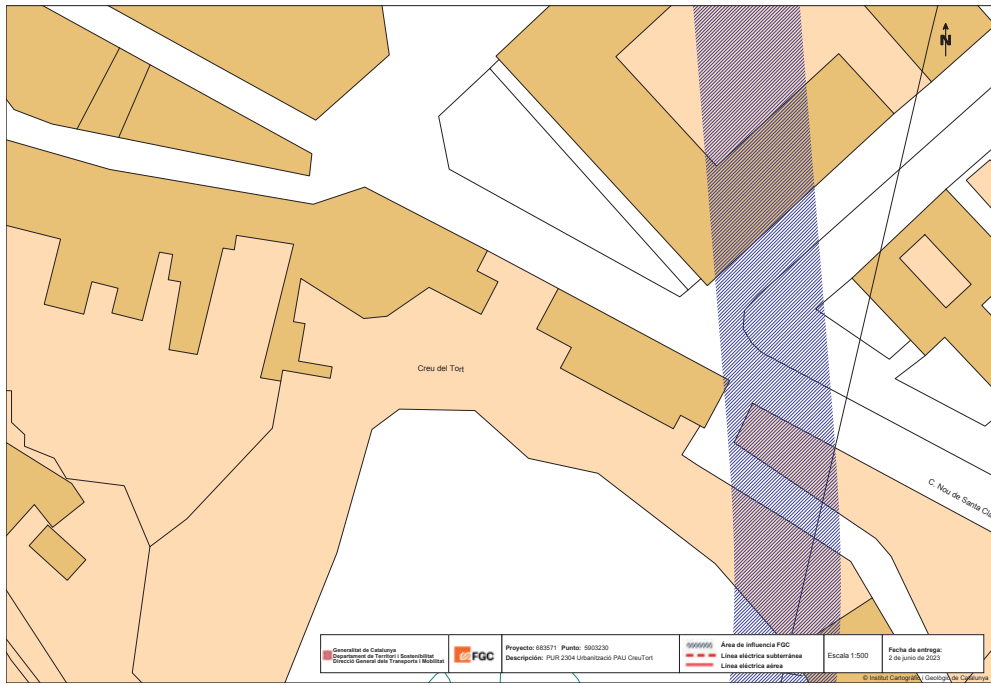 N
Creu del Tort
C. Nou de Santa Cla
Generalitat de Catalunya
Departament de Territori i Sostenibilitat
Direcció General dels Transports i Mobilitat
FGC
Proyecto: 683571 Punto: 5903230
Descripción: PUR 2304 Urbanització PAU CreuTort
Área de influencia FGC
Línea eléctrica subterránea
Línea eléctrica aérea
Escala 1:500
Fecha de entrega:
2 de junio de 2023
© Institut Cartogràfic i Geològic de Catalunya